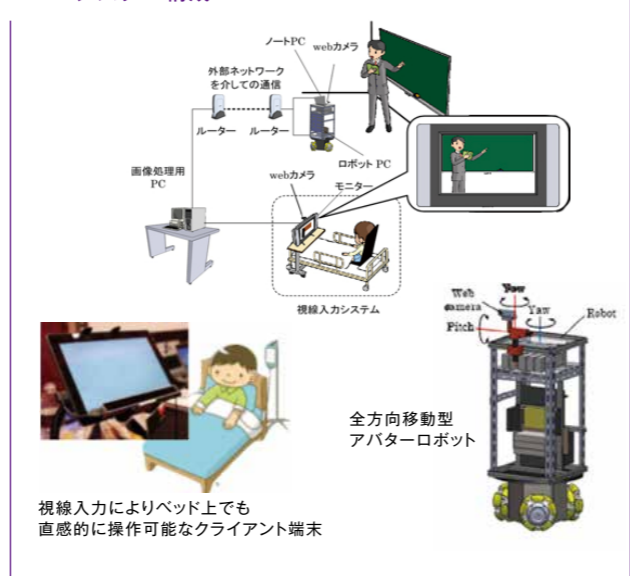 ノートPC
webカメラ
外部ネットワーク
を介しての通信
ルーター
ルーター
ロボットPC
画像処理用
PC
webカメラ
モニター
視線入力システム
Web
camera
Yaw
Yaw
Pitch
Robot
全方向移動型
アバターロボット
視線入力によりベッド上でも
直感的に操作可能なクライアント端末